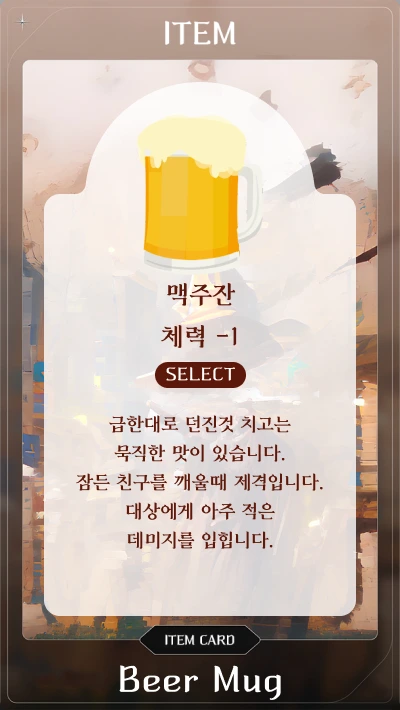 ITEM
맥주잔
체력 -1
SELECT
급한대로 던진것 치고는
묵직한 맛이 있습니다.
잠든 친구를 깨울때 제격입니다.
대상에게 아주 적은
데미지를 입힙니다.
ITEM CARD
Beer Mug